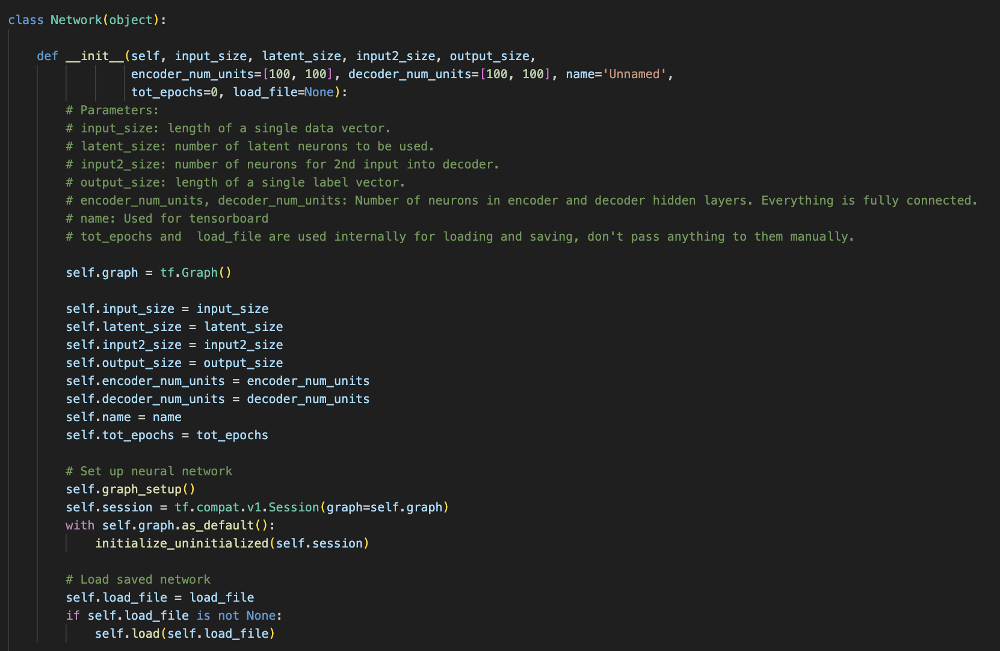 class Network(object):
def __init__(self, input_size, latent_size, input2_size, output_size,
encoder_num_units=[100, 100], decoder_num_units=[100, 100], name='Unnamed',
tot_epochs=0, load_file=None):
# Parameters:
# input_size: length of a single data vector.
# latent_size: number of latent neurons to be used.
# input2_size: number of neurons for 2nd input into decoder.
# output_size: length of a single label vector.
# encoder_num_units, decoder_num_units: Number of neurons in encoder and decoder hidden layers. Everything is fully connected.
# name: Used for tensorboard
# tot_epochs and  load_file are used internally for loading and saving, don't pass anything to them manually.
self.graph = tf.Graph()
self.input_size = input_size
self.latent_size = latent_size
self.input2_size = input2_size
self.output_size = output_size
self.encoder_num_units = encoder_num_units
self.decoder_num_units = decoder_num_units
self.name = name
self.tot_epochs = tot_epochs
# Set up neural network
self.graph_setup()
self.session = tf.compat.v1.Session(graph=self.graph)
with self.graph.as_default():
initialize_uninitialized(self.session)
# Load saved network
self.load_file = load_file
if self.load_file is not None:
self.load(self.load_file)